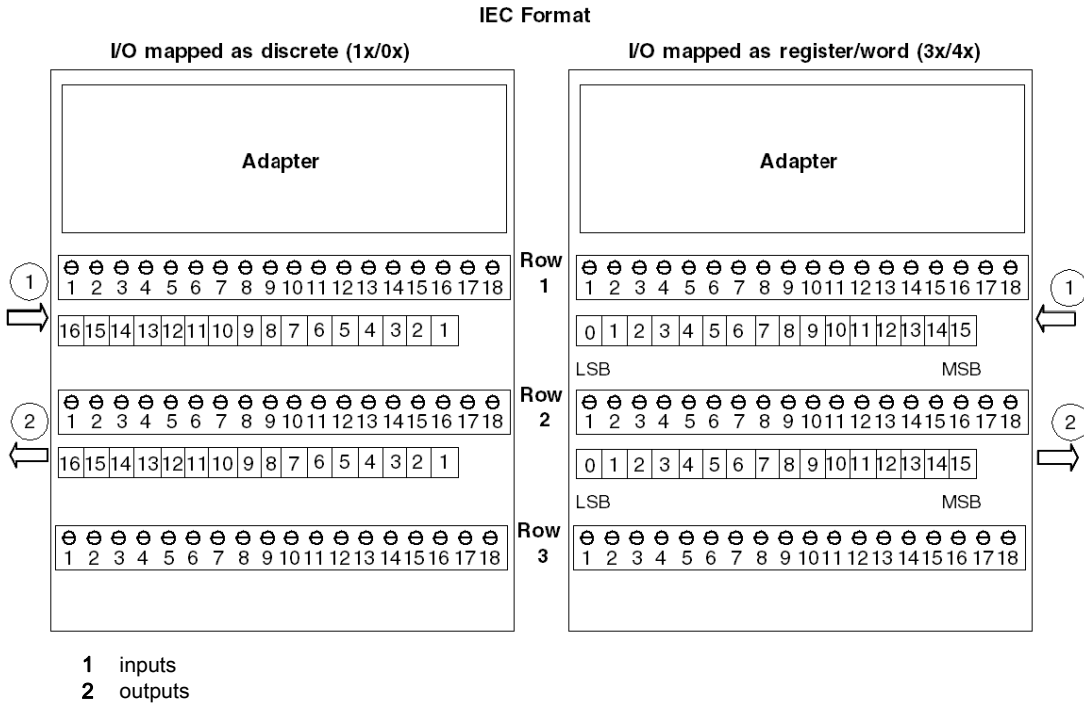 IEC Format
I/O mapped as discrete (1x/0x)
I/O mapped as register/word (3x/4x)
Adapter
Adapter
Row
1
1
1 2 3 4 5 6 7 8 9 10 11 12 13 14 15 16 17 18
1 2 3 4 5 6 7 8 9 10 11 12 13 14 15 16 17 18
1
16 15 14 13 12 11 10 9 8 7 6 5 4 3 2 1
0 1 2 3 4 5 6 7 8 9 10 11 12 13 14 15
LSB MSB
Row
2
2
1 2 3 4 5 6 7 8 9 10 11 12 13 14 15 16 17 18
1 2 3 4 5 6 7 8 9 10 11 12 13 14 15 16 17 18
2
16 15 14 13 12 11 10 9 8 7 6 5 4 3 2 1
0 1 2 3 4 5 6 7 8 9 10 11 12 13 14 15
LSB MSB
Row
3
1 2 3 4 5 6 7 8 9 10 11 12 13 14 15 16 17 18
1 2 3 4 5 6 7 8 9 10 11 12 13 14 15 16 17 18
1 inputs
2 outputs